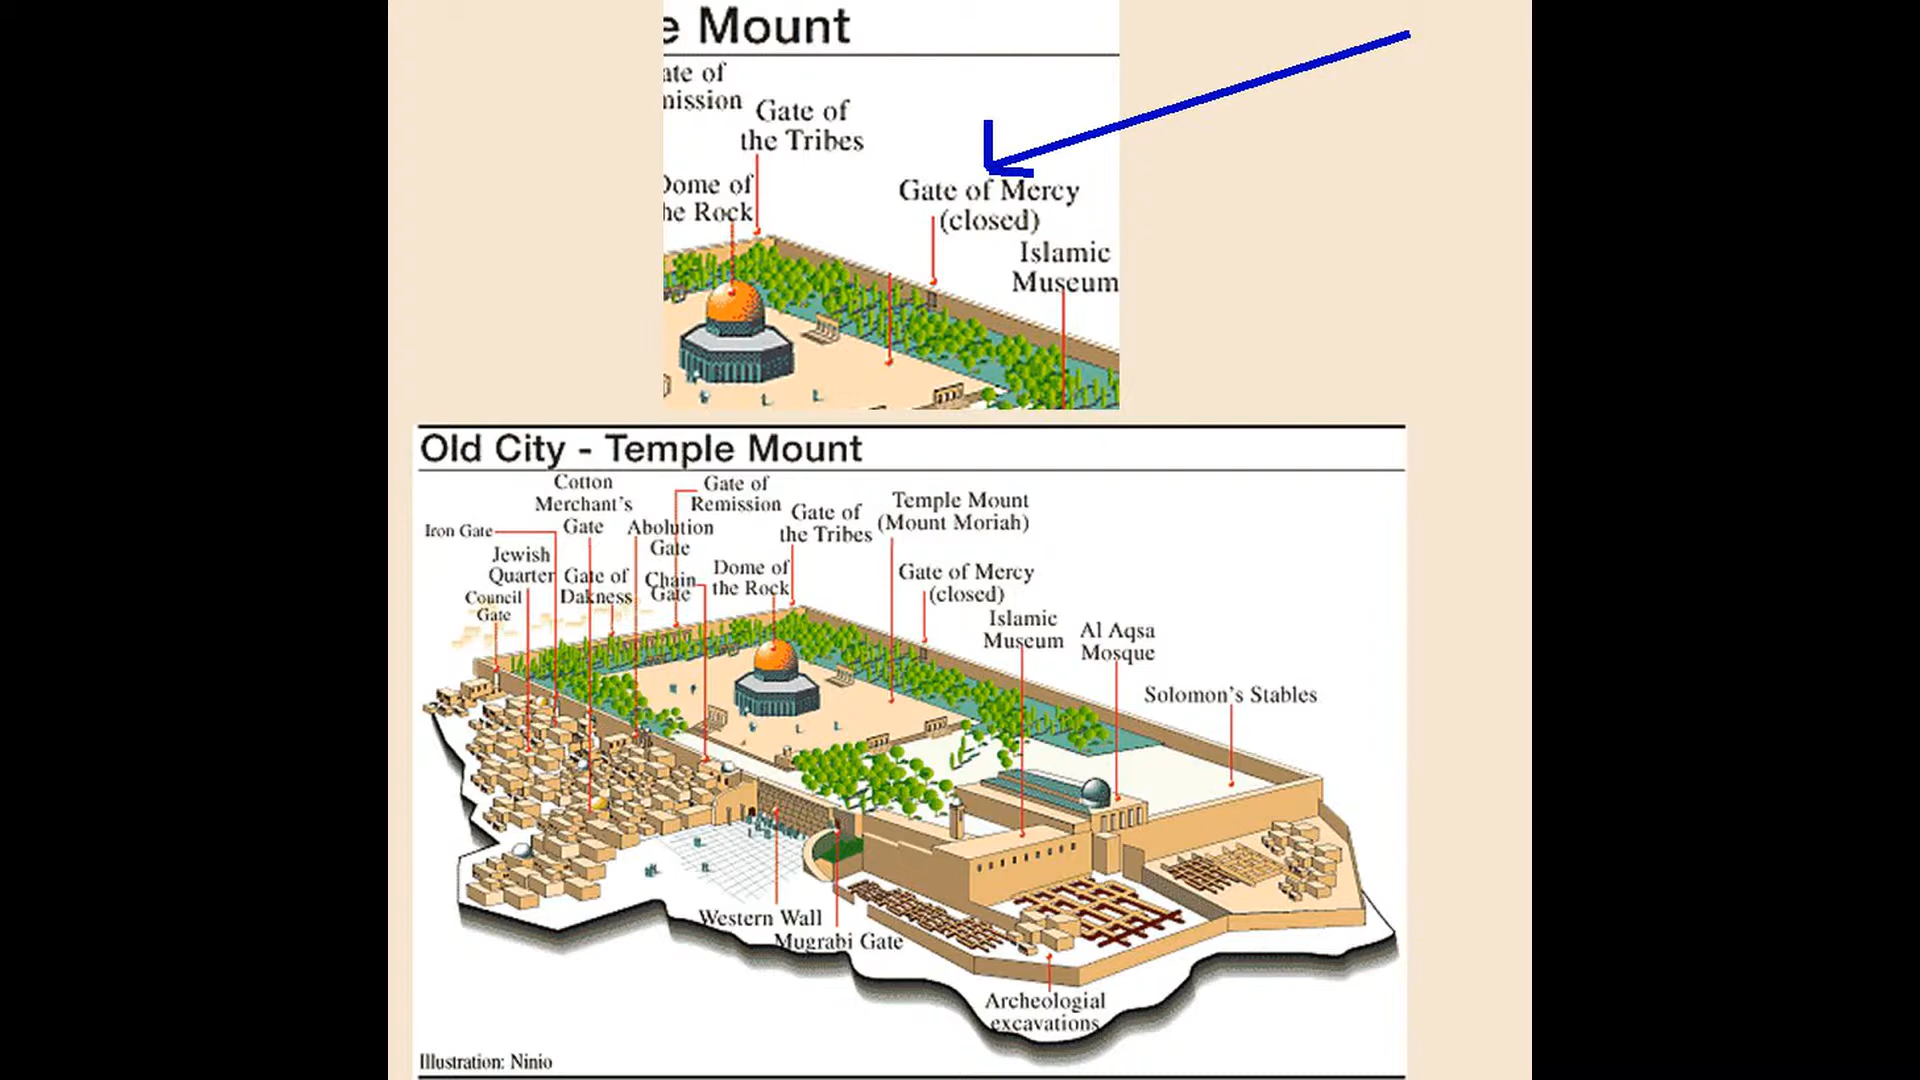 e Mount
ate of
mission
Gate of
the Tribes
Dome of
he Rock
Gate of Mercy
(closed)
Islamic
Museum
Old City - Temple Mount
Cotton
Merchant's
Gate
Gate of
Remission
Iron Gate
Abolution
Gate
Gate of
the Tribes
Temple Mount
(Mount Moriah)
Jewish
Quarter
Gate of
Dakness
Chain
Gate
Dome of
the Rock
Council
Gate
Gate of Mercy
(closed)
Islamic
Museum
Al Aqsa
Mosque
Solomon's Stables
Western Wall
Mugrabi Gate
Archeologial
excavations
Illustration: Ninio